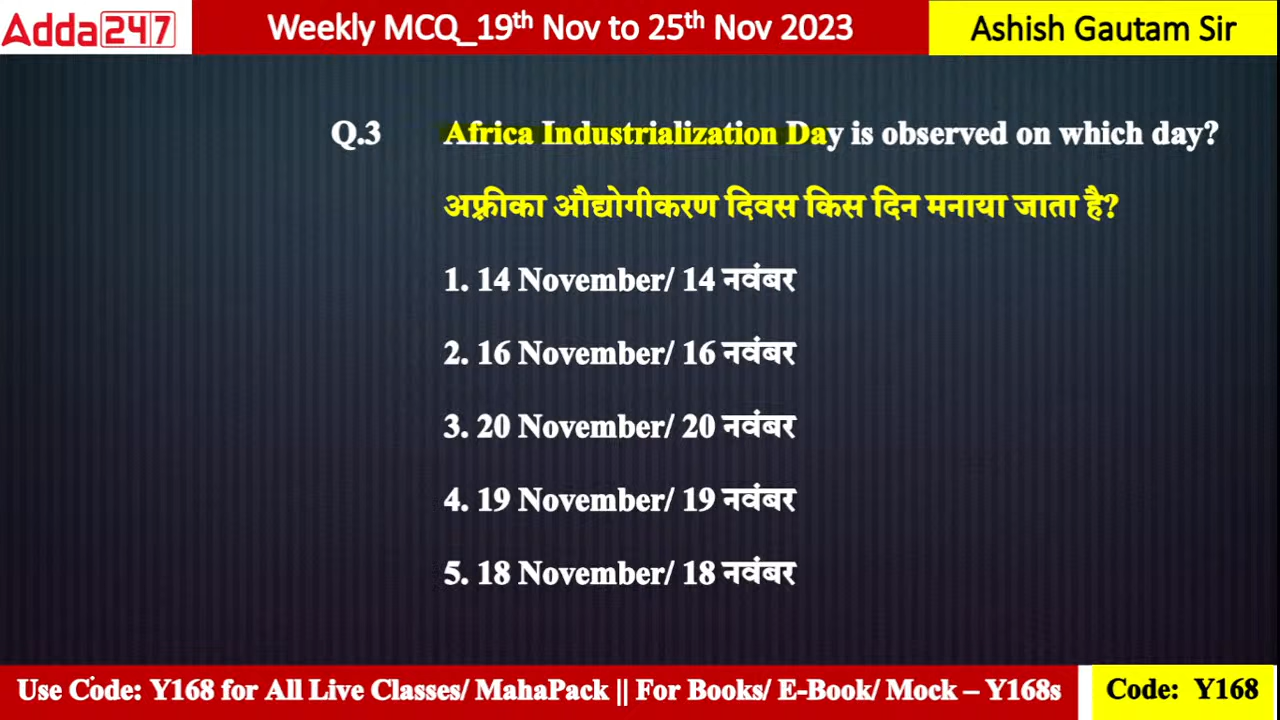 Adda247 Weekly MCQ_19th Nov to 25th Nov 2023 Ashish Gautam Sir
Q.3 Africa Industrialization Day is observed on which day?
अफ़्रीका औद्योगीकरण दिवस किस दिन मनाया जाता है?
1. 14 November/ 14 नवंबर
2. 16 November/ 16 नवंबर
3. 20 November/ 20 नवंबर
4. 19 November/ 19 नवंबर
5. 18 November/ 18 नवंबर
Use Code: Y168 for All Live Classes/ MahaPack || For Books/ E-Book/ Mock – Y168s Code: Y168